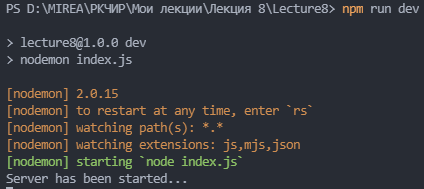 PS D:\MIREA\РКЧИР\Мои лекции\Лекция 8\Lecture8> npm run dev
> lecture8@1.0.0 dev
> nodemon index.js
[nodemon] 2.0.15
[nodemon] to restart at any time, enter `rs`
[nodemon] watching path(s): *.*
[nodemon] watching extensions: js,mjs,json
[nodemon] starting `node index.js`
Server has been started...